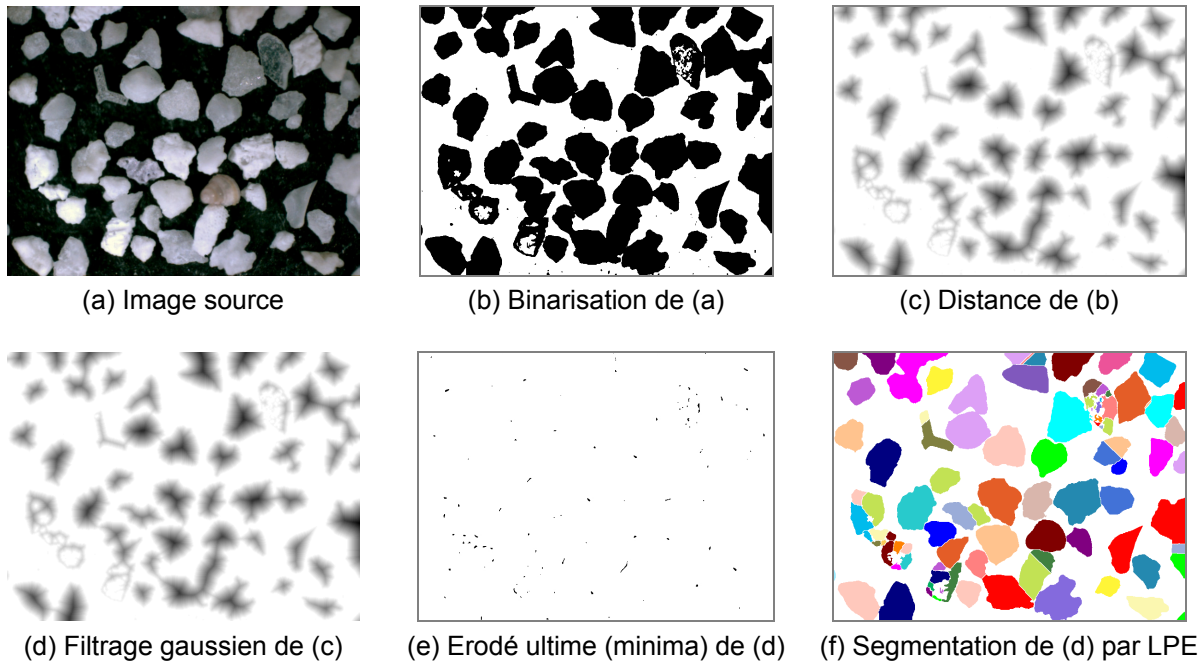 (a) Image source
(b) Binarisation de (a)
(c) Distance de (b)
(d) Filtrage gaussien de (c)
(e) Erodé ultime (minima) de (d)
(f) Segmentation de (d) par LPE